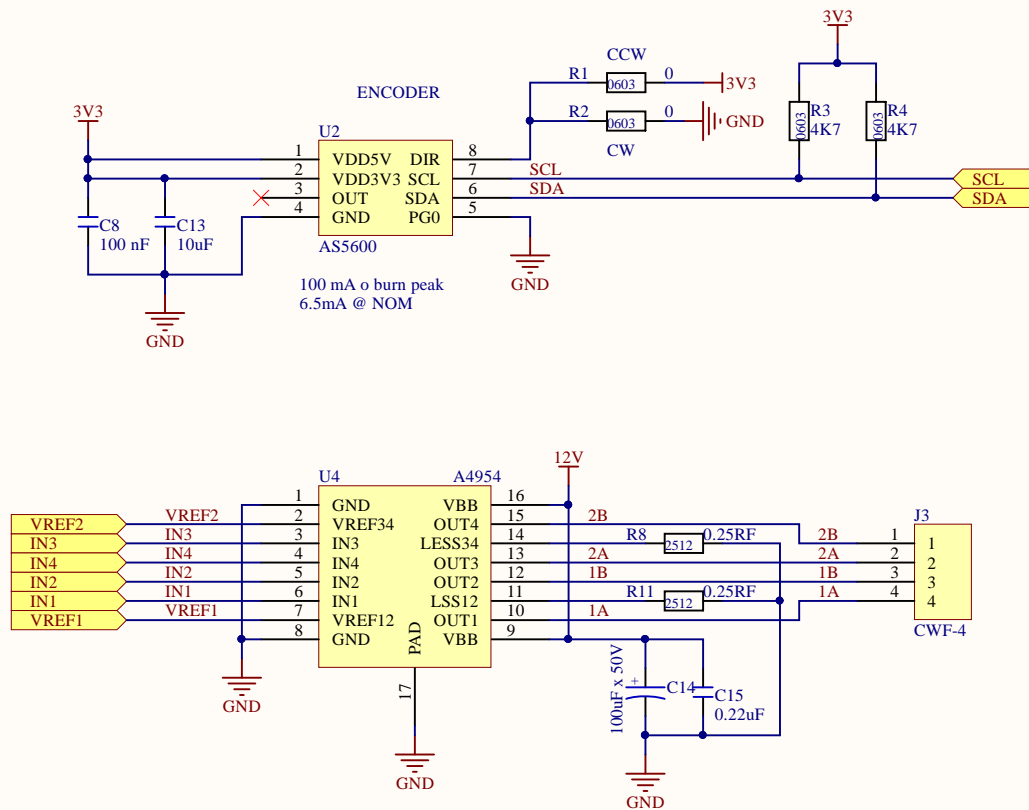 3V3
CCW
R1 0
0603
3V3
ENCODER
3V3
R2 0
0603
GND
CW
R3
4K7
0603
R4
4K7
0603
U2
1 VDD5V DIR 8
2 VDD3V3 SCL 7 SCL SCL
3 OUT SDA 6 SDA SDA
4 GND PG0 5
AS5600
C8
100 nF
C13
10uF
GND
GND
100 mA o burn peak
6.5mA @ NOM
12V
U4 A4954
1 GND VBB 16
VREF2 VREF2 2 VREF34 OUT4 15 2B
IN3 IN3 3 IN3 LESS34 14 R8 2512 0.25RF
IN4 IN4 4 IN4 OUT3 13 2A
IN2 IN2 5 IN2 OUT2 12 1B
IN1 IN1 6 IN1 LSS12 11 R11 2512 0.25RF
VREF1 VREF1 7 VREF12 OUT1 10 1A
8 GND VBB 9
PAD
17
J3
2B 1 1
2A 2 2
1B 3 3
1A 4 4
CWF-4
GND
GND
100uF x 50V
+
C14
C15
0.22uF
GND